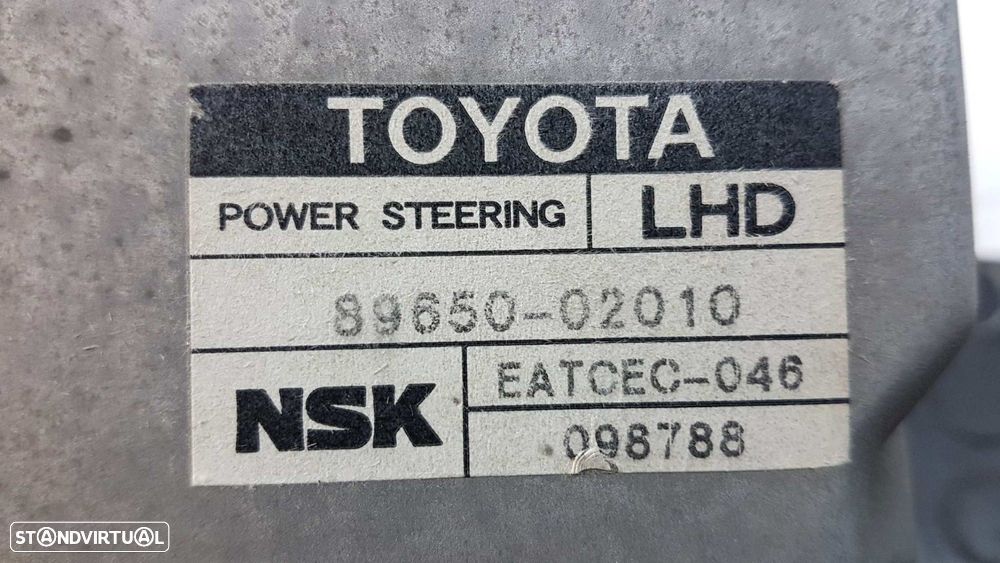 TOYOTA
POWER STEERING LHD
89650-02010
NSK EATCEC-046
098788
STANDVIRTUAL